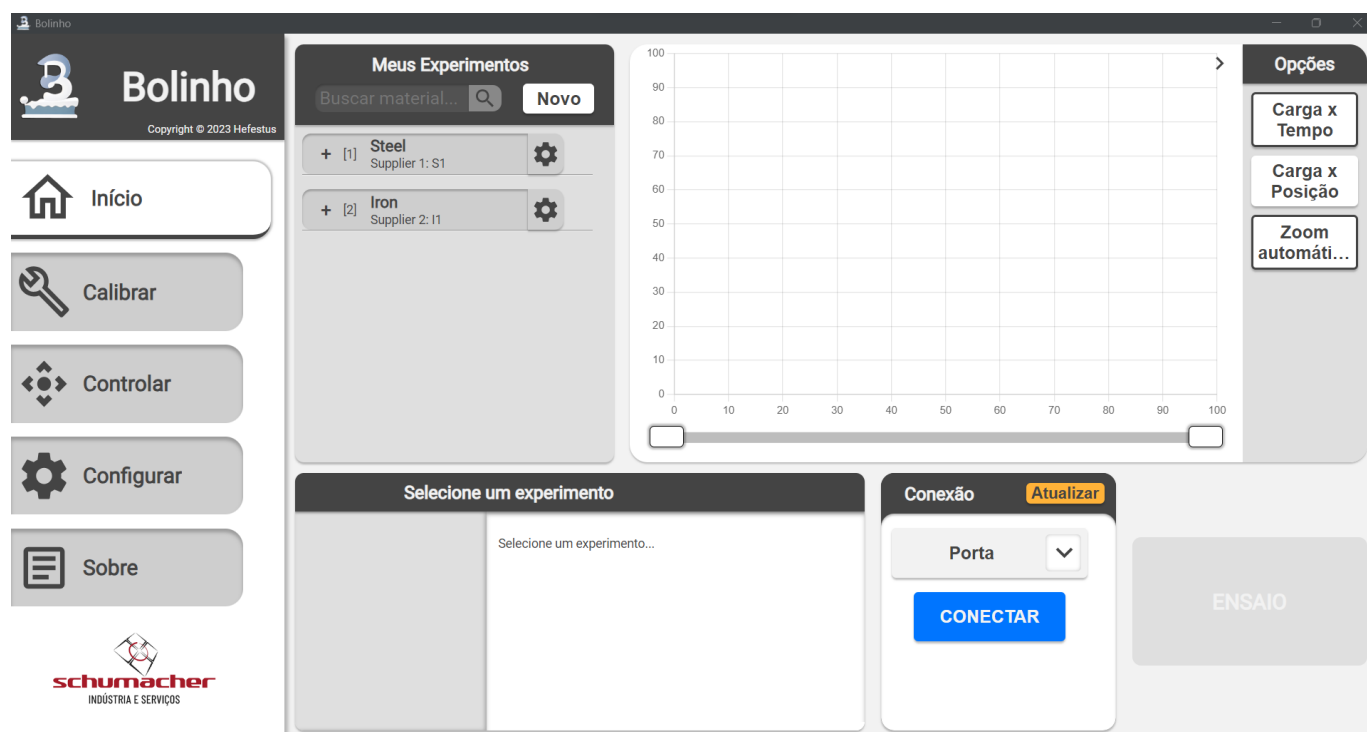 Bolinho
Bolinho
Copyright © 2023 Hefestus
Início
Calibrar
Controlar
Configurar
Sobre
schumacher
INDÚSTRIA E SERVIÇOS
Meus Experimentos
Buscar material...
Novo
+ [1] Steel
Supplier 1: S1
+ [2] Iron
Supplier 2: I1
100
90
80
70
60
50
40
30
20
10
0
0 10 20 30 40 50 60 70 80 90 100
Opções
Carga x
Tempo
Carga x
Posição
Zoom
automáti...
Selecione um experimento
Selecione um experimento...
Conexão
Atualizar
Porta
CONECTAR
ENSAIO